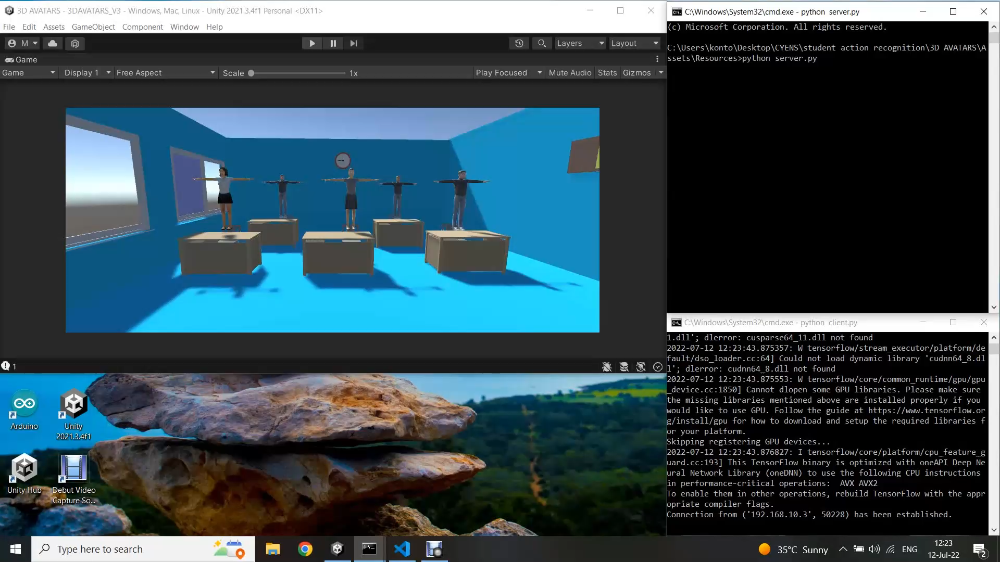 3D AVATARS - 3DAVATARS_V3 - Windows, Mac, Linux - Unity 2021.3.4f1 Personal <DX11>
File Edit Assets GameObject Component Window Help
M
Layers Layout
Game
Game Display 1 Free Aspect Scale 1x Play Focused Mute Audio Stats Gizmos
1
C:\Windows\System32\cmd.exe - python server.py
(c) Microsoft Corporation. All rights reserved.
C:\Users\konto\Desktop\CYENS\student action recognition\3D AVATARS\A
ssets\Resources>python server.py
C:\Windows\System32\cmd.exe - python client.py
1.dll'; dlerror: cusparse64_11.dll not found
2022-07-12 12:23:43.875357: W tensorflow/stream_executor/platform/de
fault/dso_loader.cc:64] Could not load dynamic library 'cudnn64_8.dl
l'; dlerror: cudnn64_8.dll not found
2022-07-12 12:23:43.875553: W tensorflow/core/common_runtime/gpu/gpu
_device.cc:1850] Cannot dlopen some GPU libraries. Please make sure
the missing libraries mentioned above are installed properly if you
would like to use GPU. Follow the guide at https://www.tensorflow.or
g/install/gpu for how to download and setup the required libraries f
or your platform.
Skipping registering GPU devices...
2022-07-12 12:23:43.876827: I tensorflow/core/platform/cpu_feature_g
uard.cc:193] This TensorFlow binary is optimized with oneAPI Deep Ne
ural Network Library (oneDNN) to use the following CPU instructions
in performance-critical operations:  AVX AVX2
To enable them in other operations, rebuild TensorFlow with the appr
opriate compiler flags.
Connection from ('192.168.10.3', 50228) has been established.
Arduino
Unity
2021.3.4f1
Unity Hub
Debut Video
Capture So...
Type here to search
35°C Sunny
ENG
12:23
12-Jul-22
2